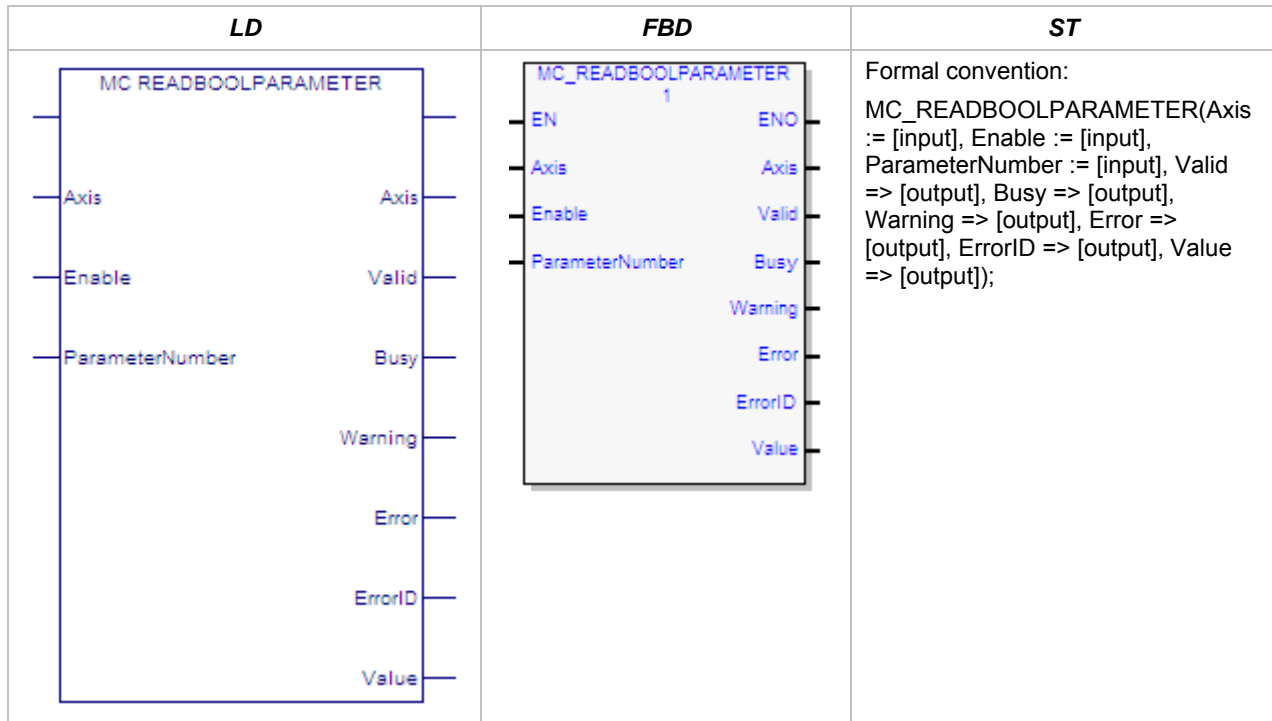 LD
FBD
ST
MC READBOOLPARAMETER
Axis Axis
Enable Valid
ParameterNumber Busy
Warning
Error
ErrorID
Value
MC_READBOOLPARAMETER
1
EN ENO
Axis Axis
Enable Valid
ParameterNumber Busy
Warning
Error
ErrorID
Value
Formal convention:
MC_READBOOLPARAMETER(Axis
:= [input], Enable := [input],
ParameterNumber := [input], Valid
=> [output], Busy => [output],
Warning => [output], Error =>
[output], ErrorID => [output], Value
=> [output]);